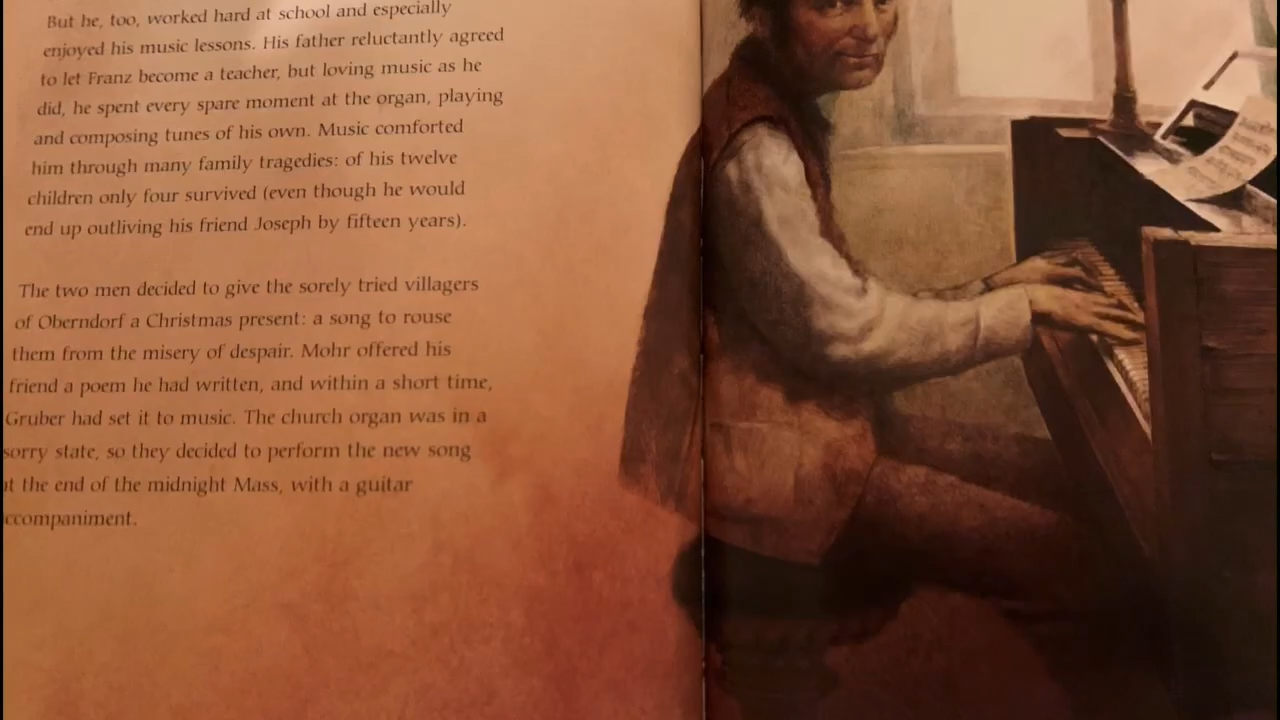 But he, too, worked hard at school and especially
enjoyed his music lessons. His father reluctantly agreed
to let Franz become a teacher, but loving music as he
did, he spent every spare moment at the organ, playing
and composing tunes of his own. Music comforted
him through many family tragedies: of his twelve
children only four survived (even though he would
end up outliving his friend Joseph by fifteen years).
The two men decided to give the sorely tried villagers
of Oberndorf a Christmas present: a song to rouse
them from the misery of despair. Mohr offered his
friend a poem he had written, and within a short time,
Gruber had set it to music. The church organ was in a
sorry state, so they decided to perform the new song
t the end of the midnight Mass, with a guitar
ccompaniment.